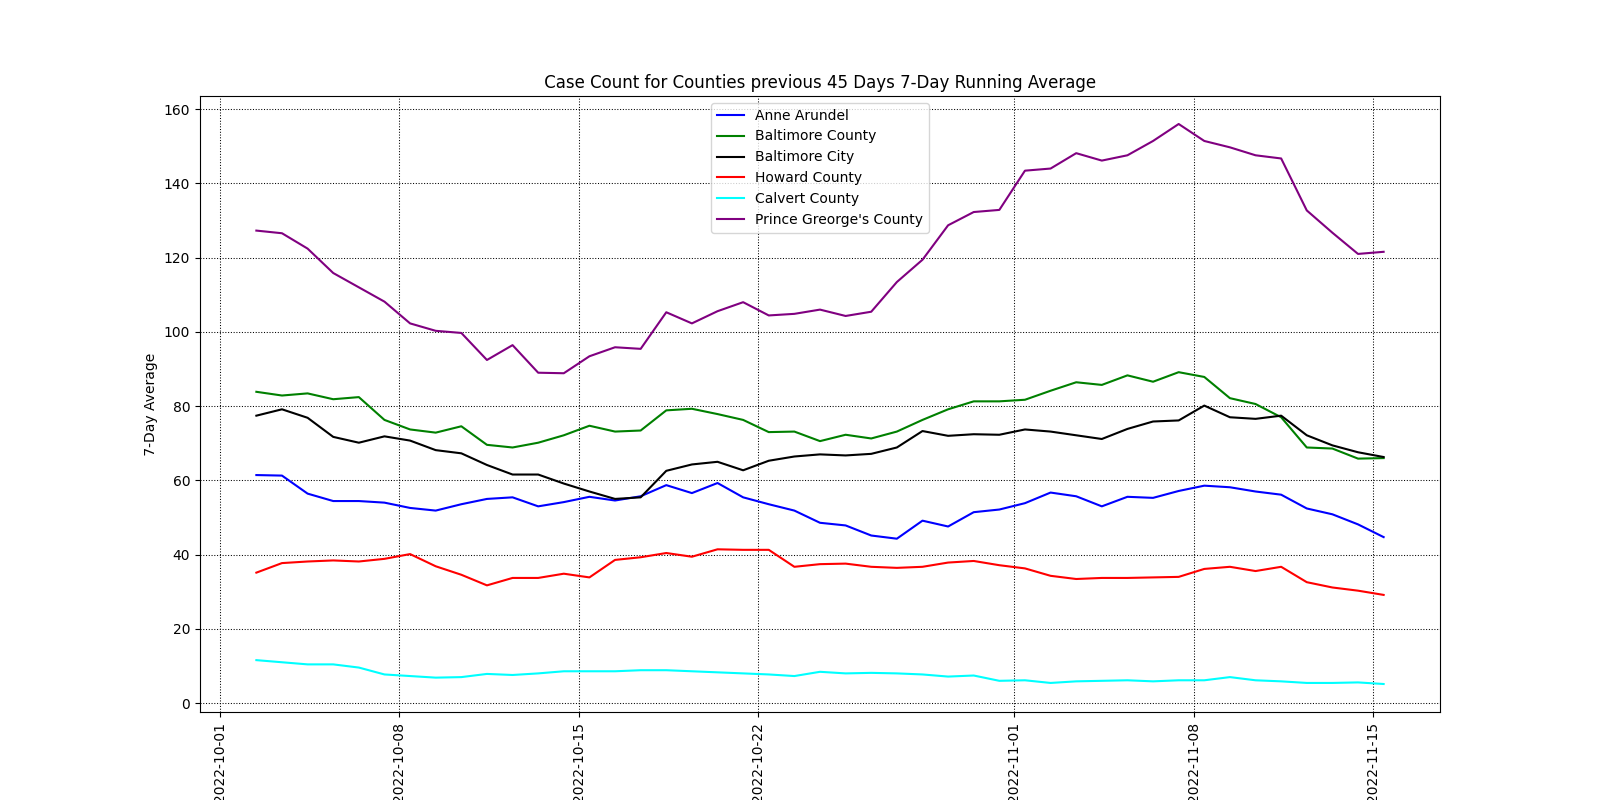 Case Count for Counties previous 45 Days 7-Day Running Average
160
140
120
100
80
60
40
20
0
7-Day Average
Anne Arundel
Baltimore County
Baltimore City
Howard County
Calvert County
Prince Greorge's County
2022-10-01
2022-10-08
2022-10-15
2022-10-22
2022-11-01
2022-11-08
2022-11-15